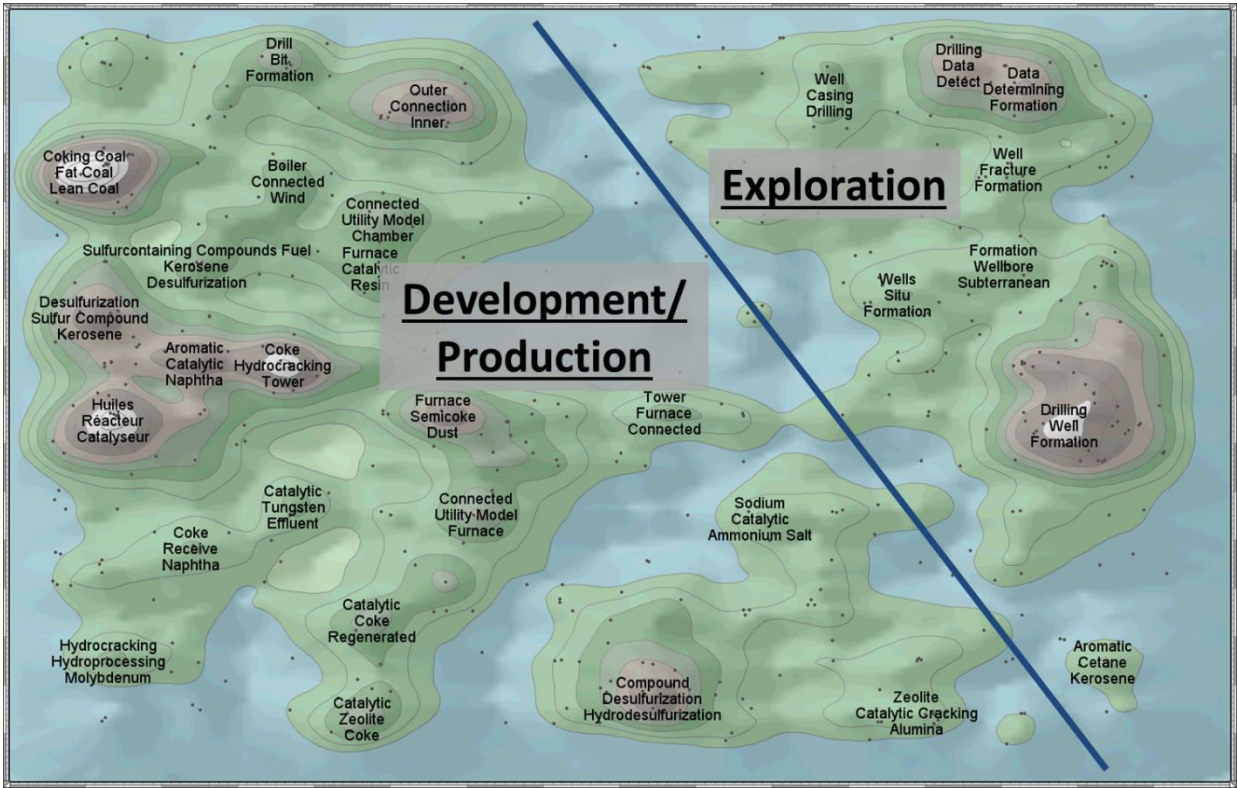 Drill
Bit
Formation
Outer
Connection
Inner
Well
Casing
Drilling
Drilling
Data
Detect
Data
Determining
Formation
Coking Coal
Fat Coal
Lean Coal
Boiler
Connected
Wind
Exploration
Well
Fracture
Formation
Connected
Utility Model
Chamber
Furnace
Catalytic
Resin
Sulfurcontaining Compounds Fuel
Kerosene
Desulfurization
Formation
Wellbore
Subterranean
Wells
Situ
Formation
Development/
Production
Desulfurization
Sulfur Compound
Kerosene
Aromatic
Catalytic
Naphtha
Coke
Hydrocracking
Tower
Huiles
Réacteur
Catalyseur
Furnace
Semicoke
Dust
Tower
Furnace
Connected
Drilling
Well
Formation
Catalytic
Tungsten
Effluent
Connected
Utility Model
Furnace
Sodium
Catalytic
Ammonium Salt
Coke
Receive
Naphtha
Catalytic
Coke
Regenerated
Hydrocracking
Hydroprocessing
Molybdenum
Aromatic
Cetane
Kerosene
Compound
Desulfurization
Hydrodesulfurization
Catalytic
Zeolite
Coke
Zeolite
Catalytic Cracking
Alumina